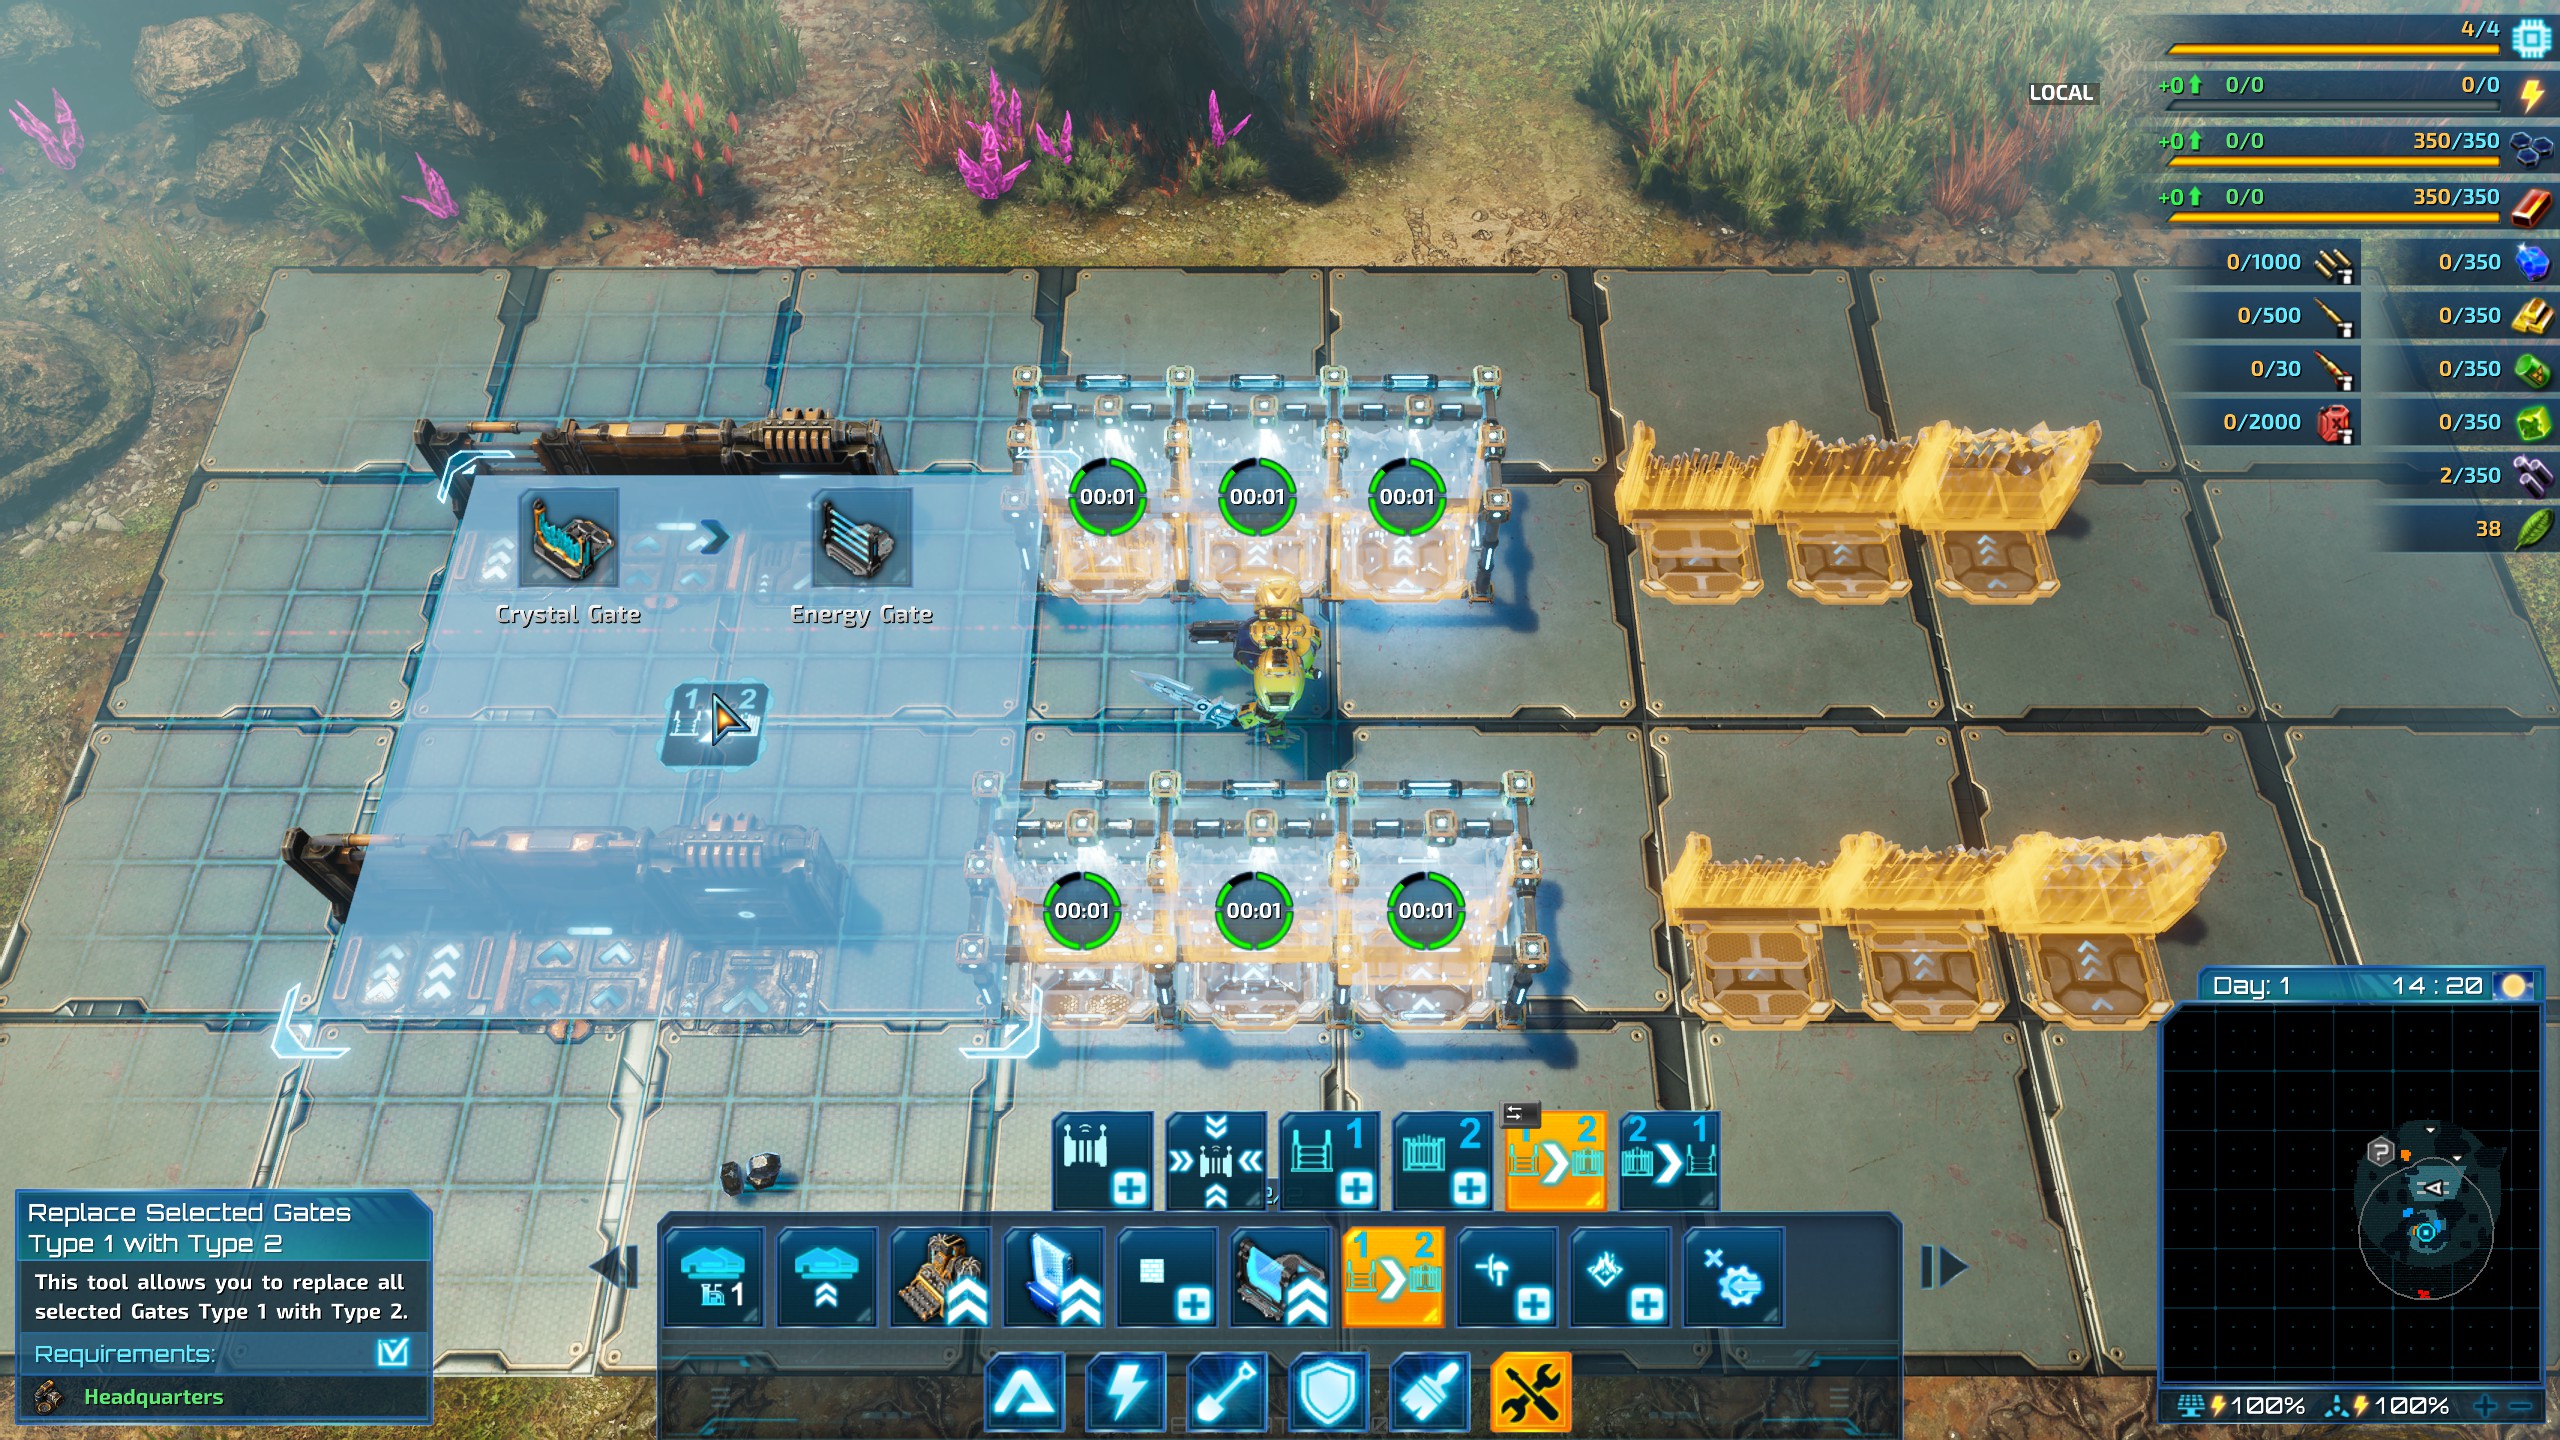 4/4
LOCAL
+0 0/0 0/0
+0 0/0 350/350
+0 0/0 350/350
0/1000 0/350
0/500 0/350
0/30 0/350
0/2000 0/350
2/350
38
00:01 00:01 00:01
Crystal Gate Energy Gate
1 2
00:01 00:01 00:01
Day: 1 14:20
1 2 1 2 2 1
Replace Selected Gates
Type 1 with Type 2
This tool allows you to replace all
selected Gates Type 1 with Type 2.
Requirements:
Headquarters
1 1 2
100% 100%